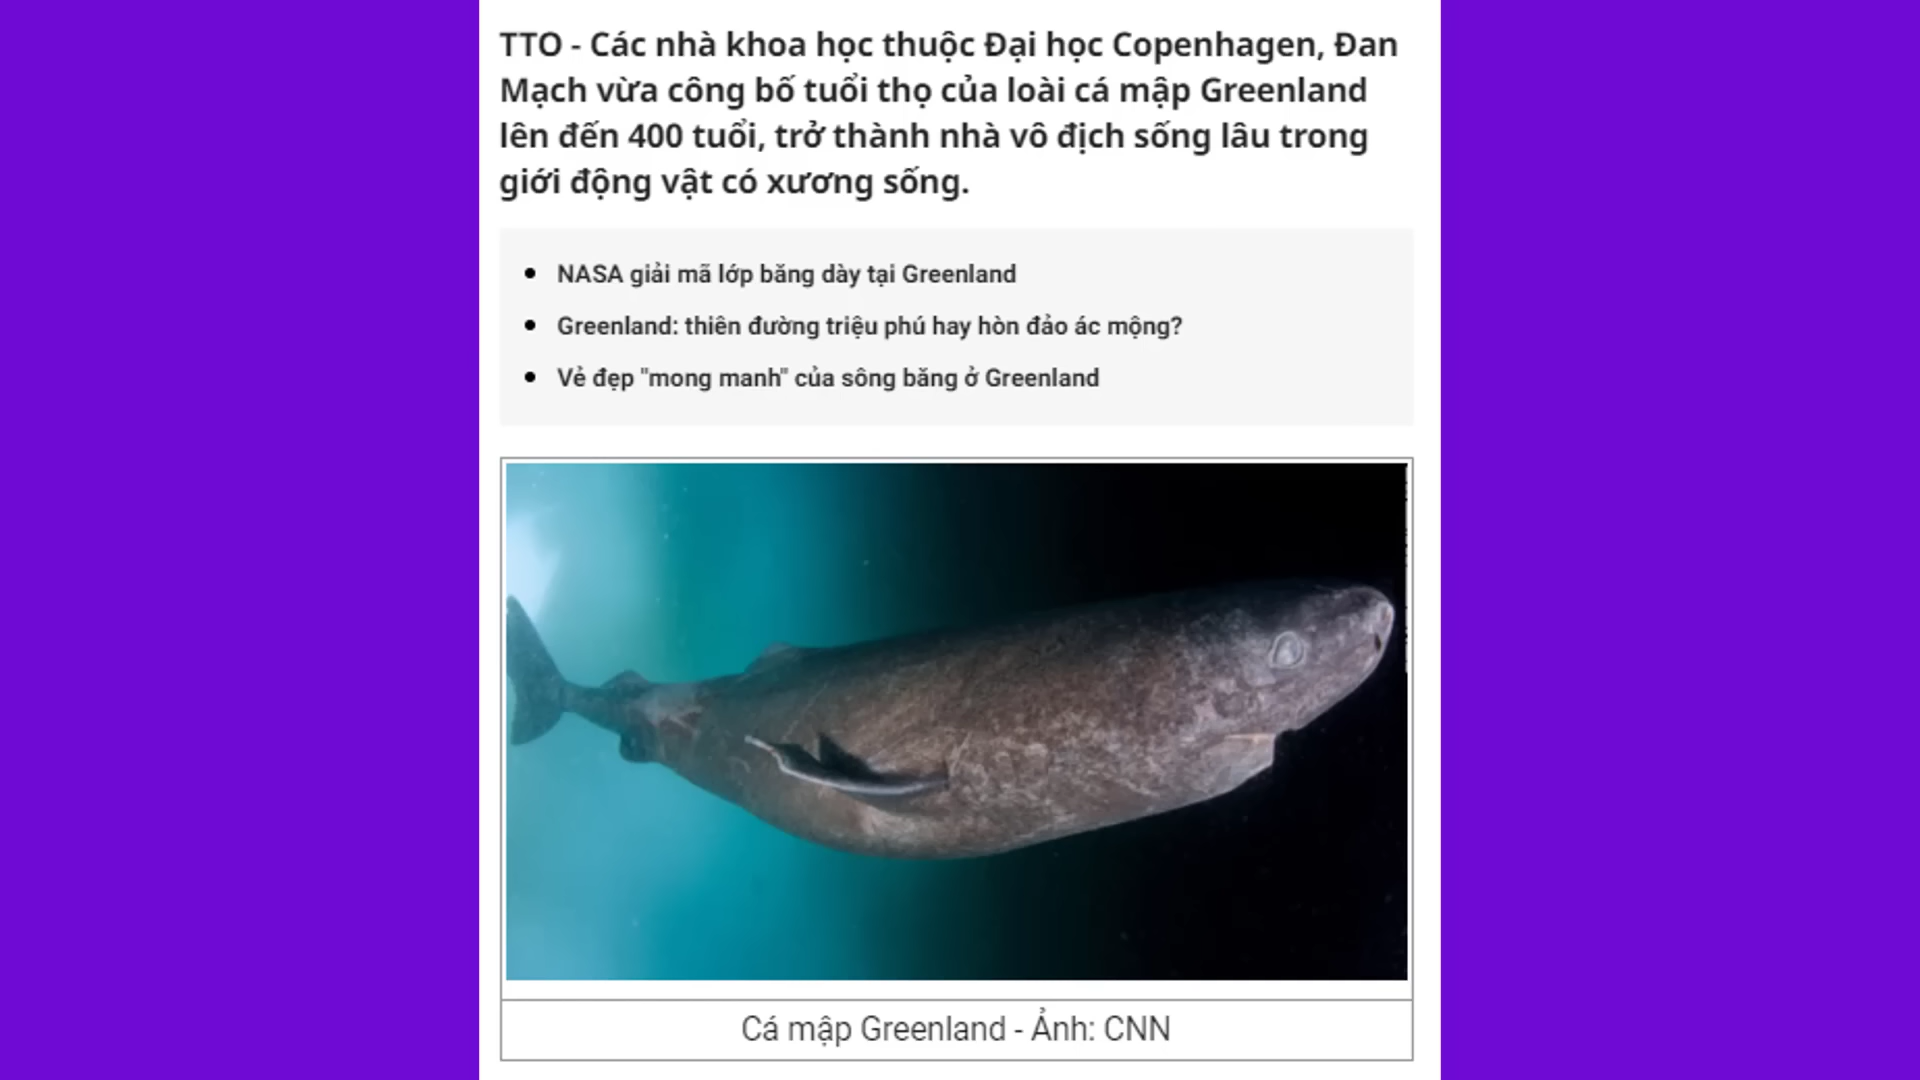 TTO - Các nhà khoa học thuộc Đại học Copenhagen, Đan
Mạch vừa công bố tuổi thọ của loài cá mập Greenland
lên đến 400 tuổi, trở thành nhà vô địch sống lâu trong
giới động vật có xương sống.
NASA giải mã lớp băng dày tại Greenland
Greenland: thiên đường triệu phú hay hòn đảo ác mộng?
Vẻ đẹp "mong manh" của sông băng ở Greenland
Cá mập Greenland - Ảnh: CNN